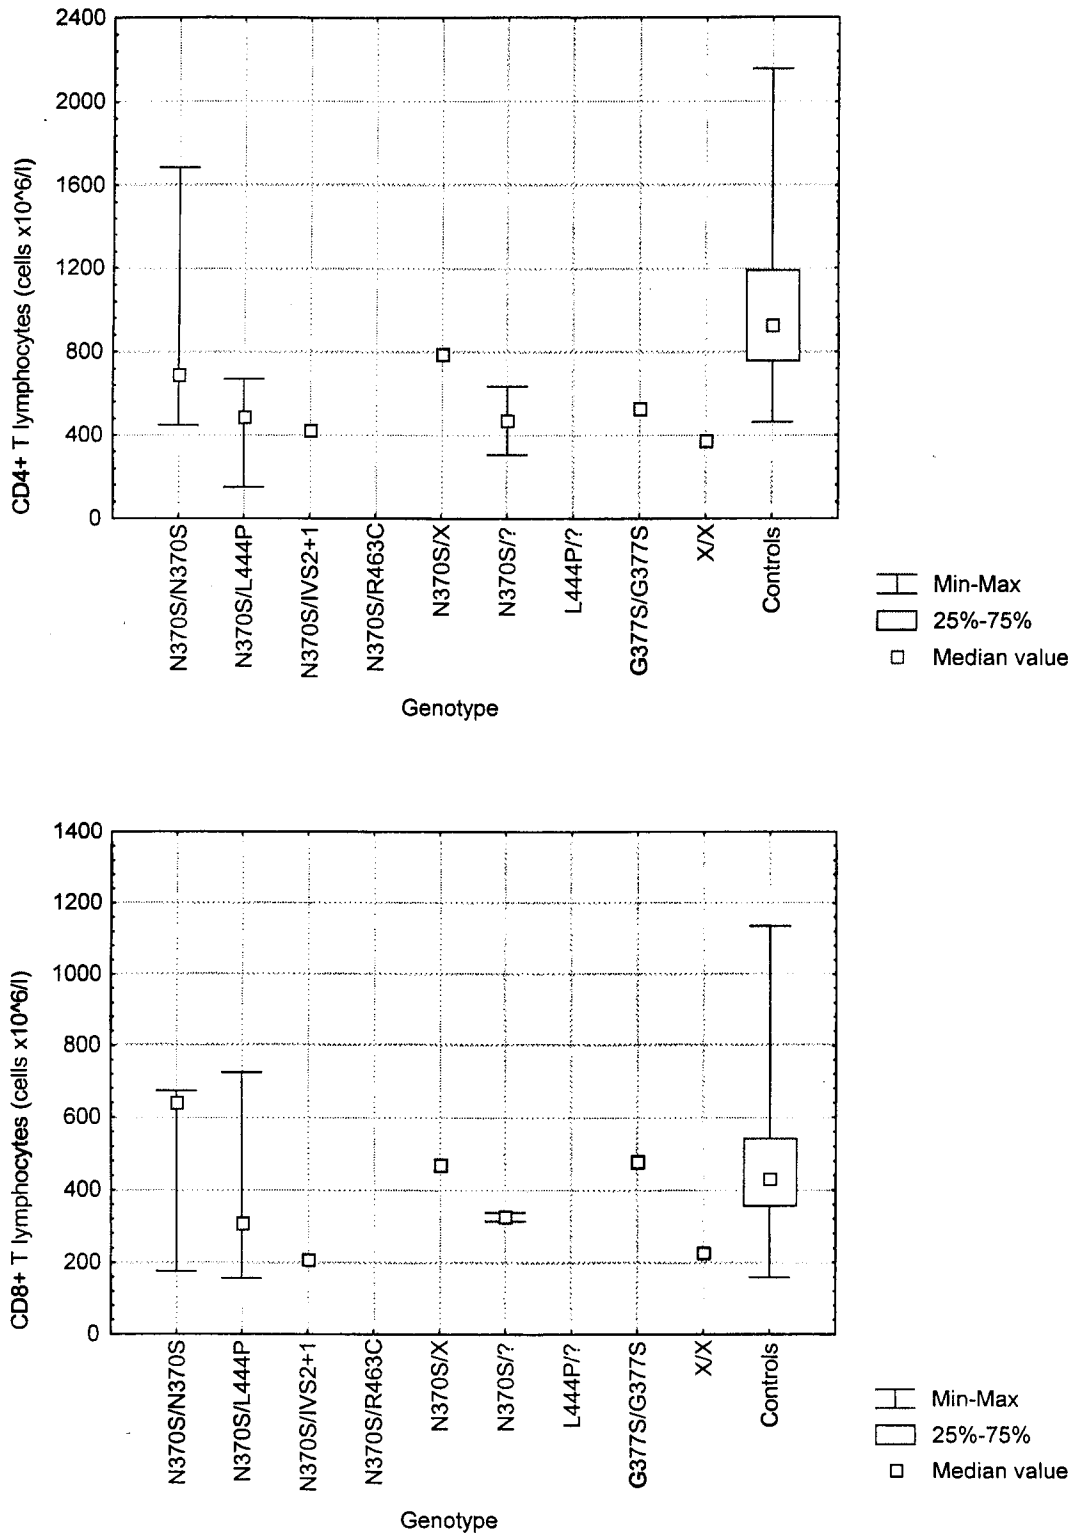 2400
2000
1600
1200
800
400
0
CD4+ T lymphocytes (cells x10^6/l)
N370S/N370S
N370S/L444P
N370S/IVS2+1
N370S/R463C
N370S/X
N370S/?
L444P/?
G377S/G377S
X/X
Controls
Genotype
Min-Max
25%-75%
Median value
1400
1200
1000
800
600
400
200
0
CD8+ T lymphocytes (cells x10^6/l)
N370S/N370S
N370S/L444P
N370S/IVS2+1
N370S/R463C
N370S/X
N370S/?
L444P/?
G377S/G377S
X/X
Controls
Genotype
Min-Max
25%-75%
Median value